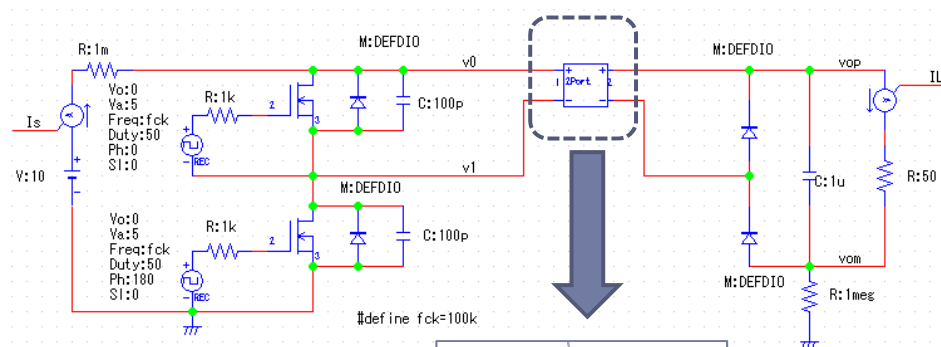 M:DEFDIO
M:DEFDIO
R:1m
v0
vop
Vo:0
Va:5
Freq:fck
Duty:50
Ph:0
Sl:0
R:1k
2
3
C:100p
1
+
+
2Port
2
-
-
IL
Is
+
-
REC
V:10
v1
M:DEFDIO
C:1u
R:50
Vo:0
Va:5
Freq:fck
Duty:50
Ph:180
Sl:0
R:1k
2
3
C:100p
+
-
REC
vom
M:DEFDIO
R:1meg
#define fck=100k